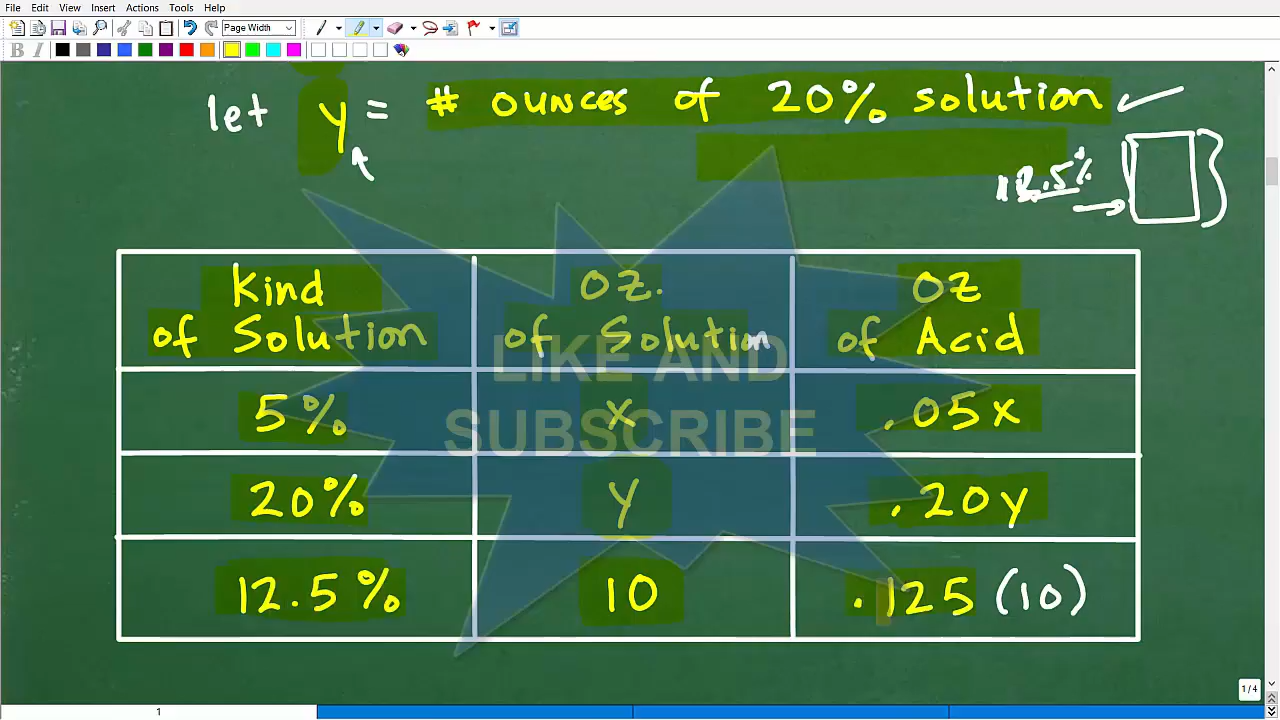 File Edit View Insert Actions Tools Help
Page Width
B I
let y = # ounces of 20% solution
12.5%
Kind of Solution
oz. of Solution
oz of Acid
5% x .05x
20% y .20y
12.5% 10 .125 (10)
LIKE AND
SUBSCRIBE
1/4
1